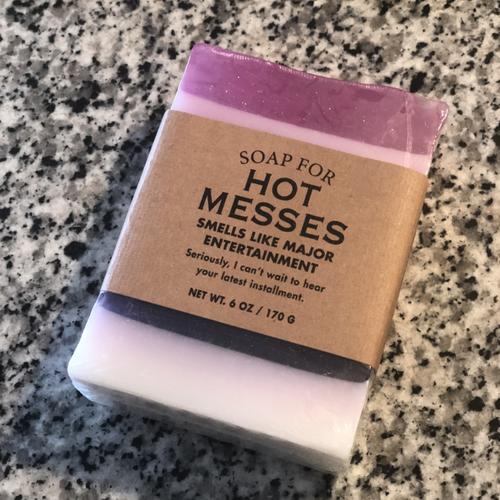 SOAP FOR
HOT
MESSES
SMELLS LIKE MAJOR
ENTERTAINMENT
Seriously, I can't wait to hear
your latest installment.
NET WT. 6 OZ / 170 G